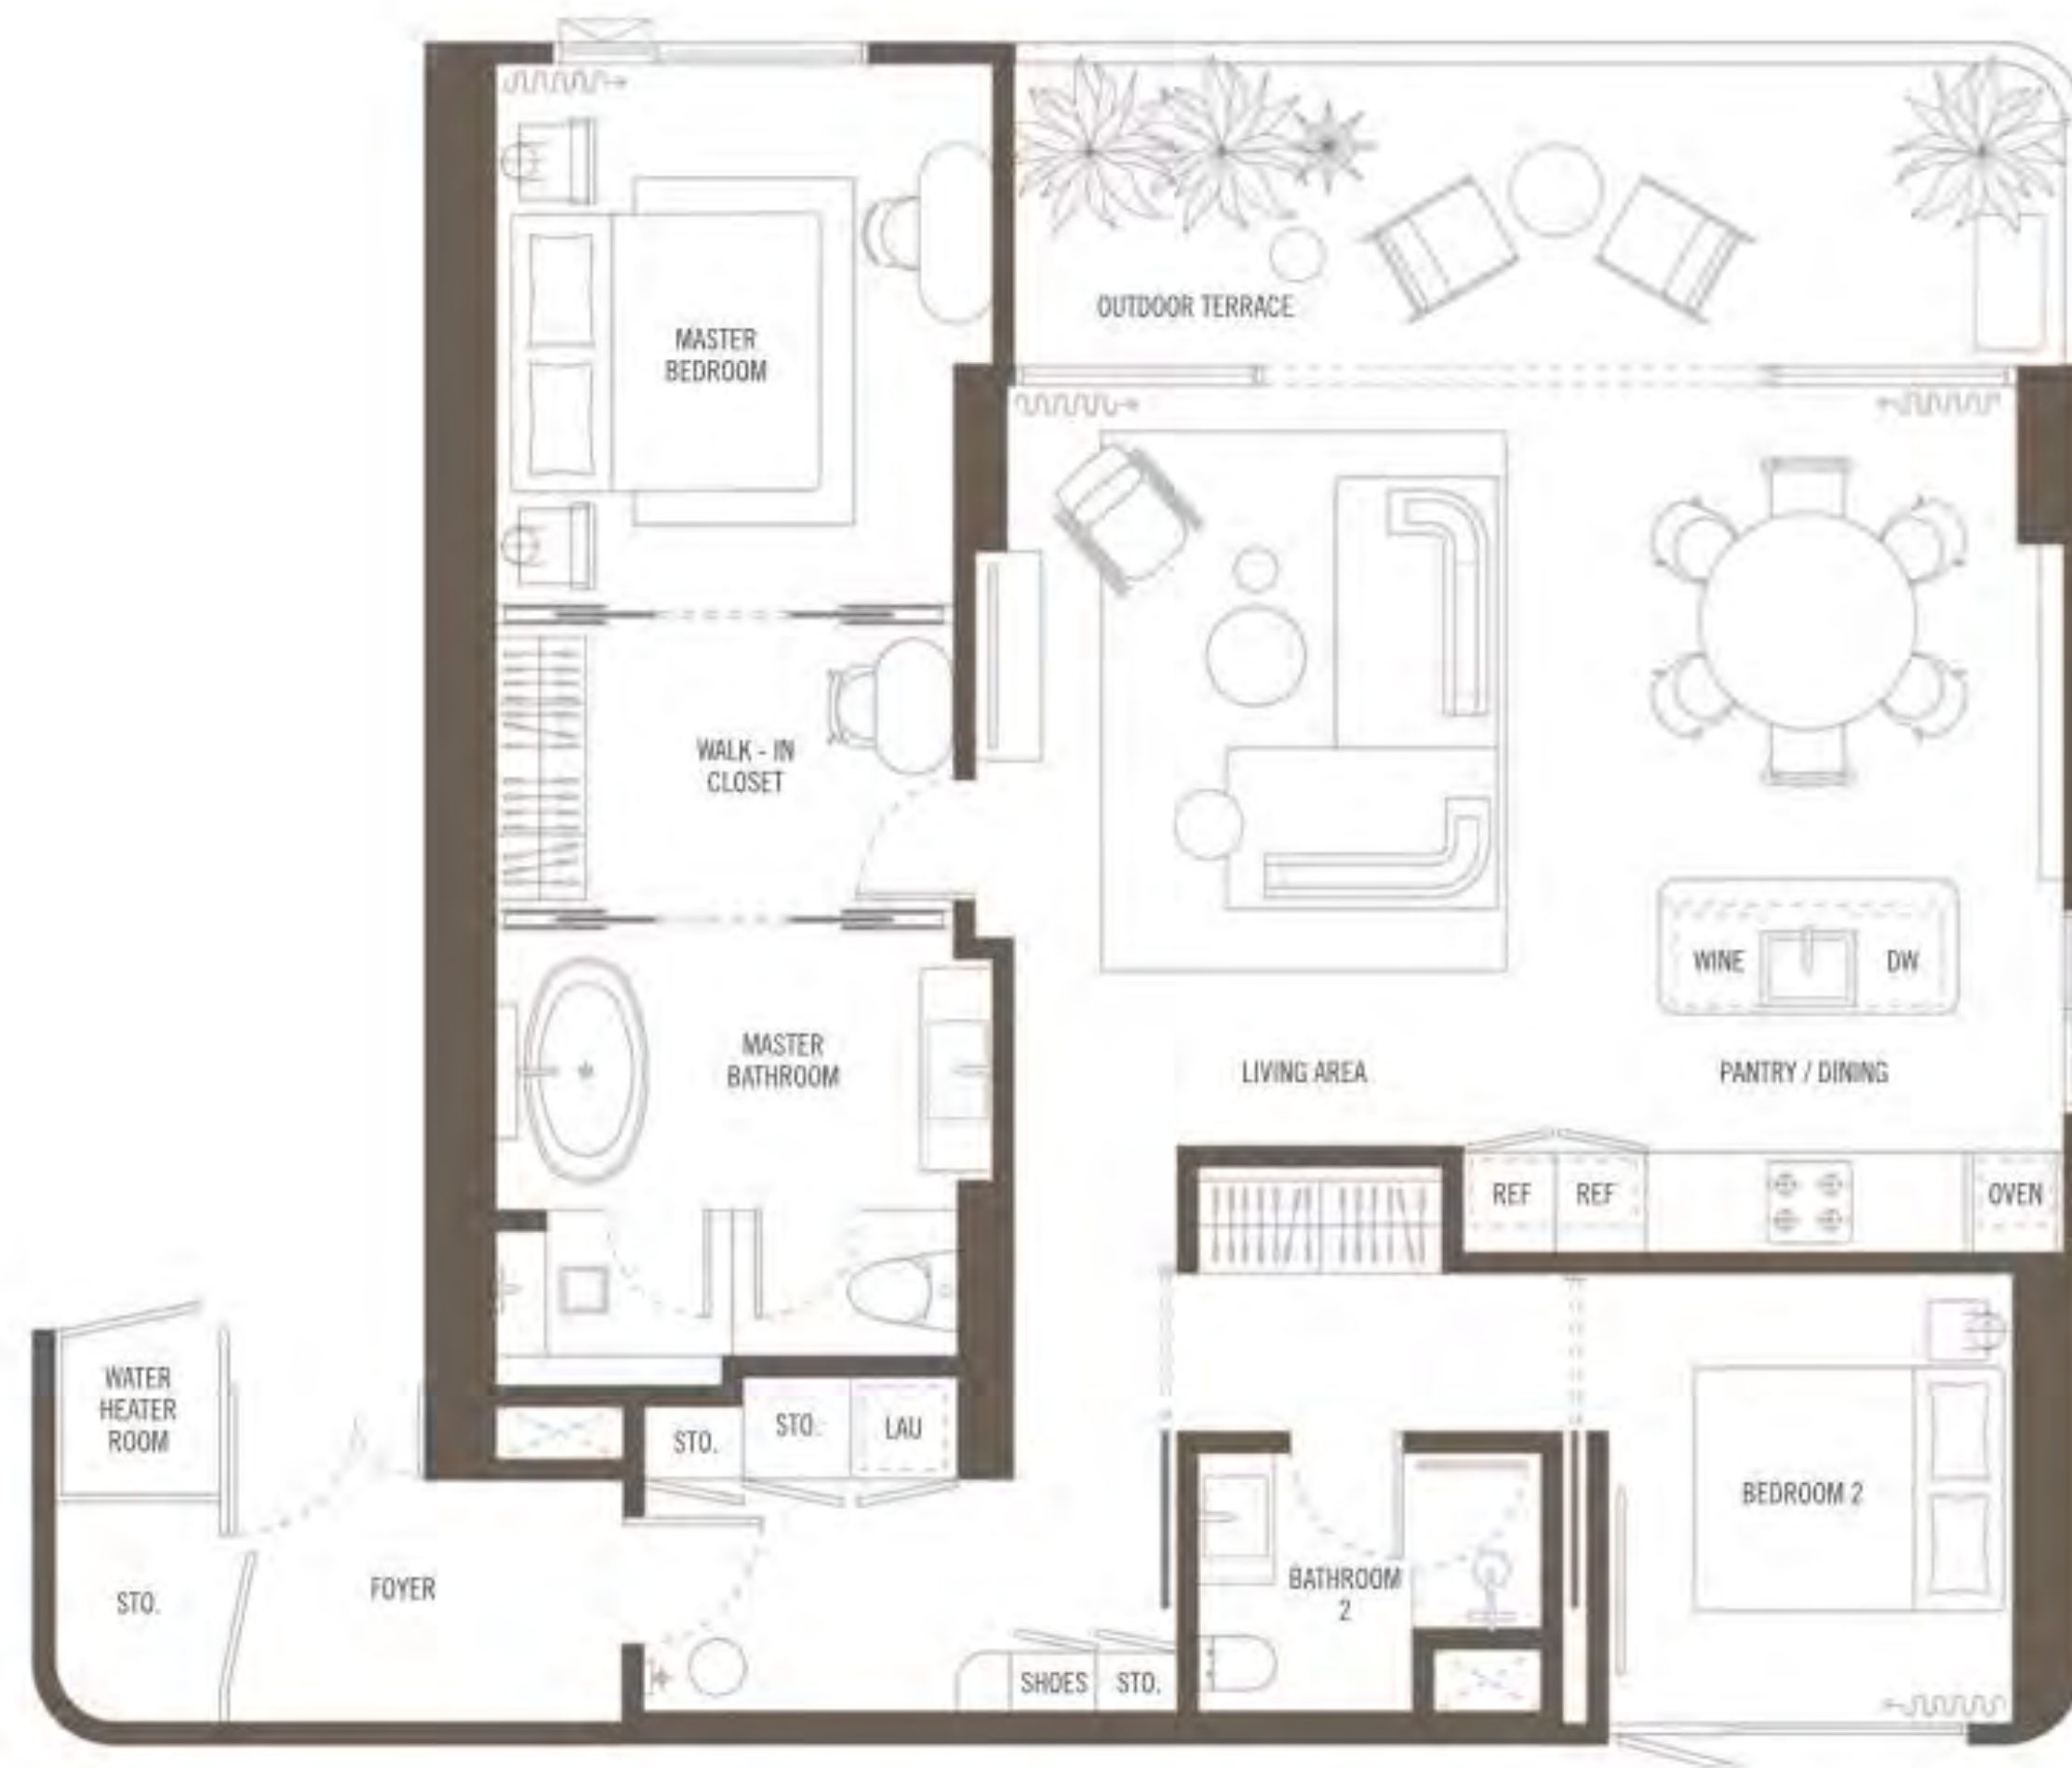 OUTDOOR TERRACE
MASTER
BEDROOM
WALK - IN
CLOSET
WINE
DW
MASTER
BATHROOM
LIVING AREA
PANTRY / DINING
REF
REF
OVEN
WATER
HEATER
ROOM
STO.
STO.
LAU
BEDROOM 2
STO.
FOYER
BATHROOM
2
SHOES
STO.